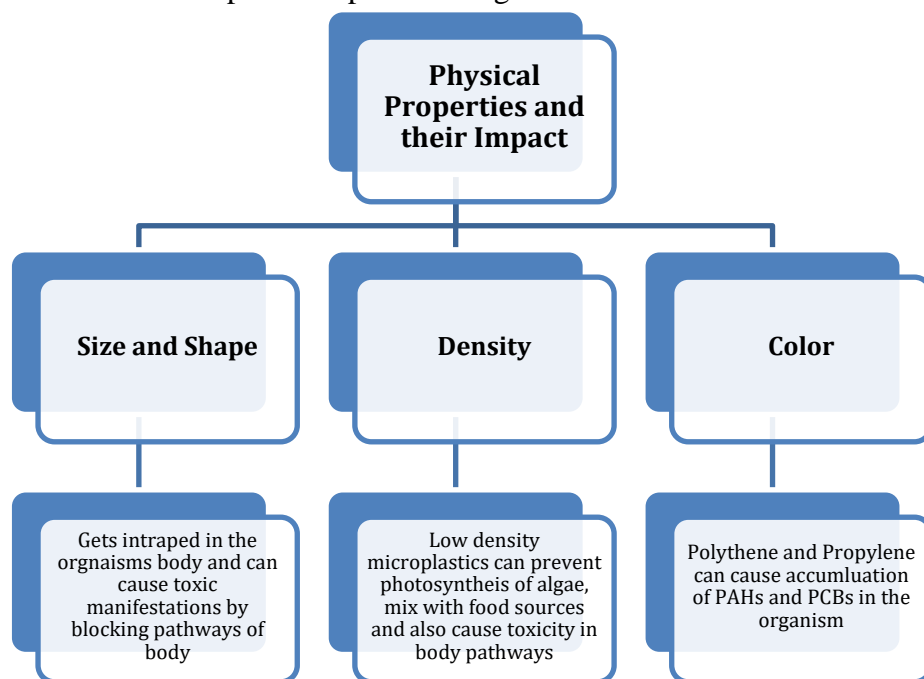 Physical
Properties and
their Impact
Size and Shape
Density
Color
Gets intraped in the
orgnaisms body and can
cause toxic
manifestations by
blocking pathways of
body
Low density
microplastics can prevent
photosyntheis of algae,
mix with food sources
and also cause toxicity in
body pathways
Polythene and Propylene
can cause accumluation
of PAHs and PCBs in the
organism